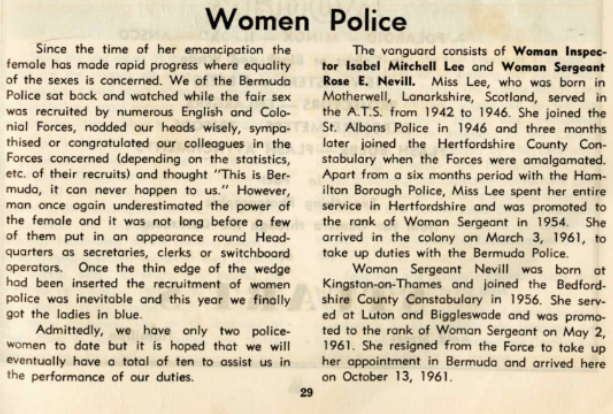 Women Police
Since the time of her emancipation the
female has made rapid progress where equality
of the sexes is concerned. We of the Bermuda
Police sat back and watched while the fair sex
was recruited by numerous English and Colo-
nial Forces, nodded our heads wisely, sympa-
thised or congratulated our colleagues in the
Forces concerned (depending on the statistics,
etc. of their recruits) and thought "This is Ber-
muda, it can never happen to us." However,
man once again underestimated the power of
the female and it was not long before a few
of them put in an appearance round Head-
quarters as secretaries, clerks or switchboard
operators. Once the thin edge of the wedge
had been inserted the recruitment of women
police was inevitable and this year we finally
got the ladies in blue.
Admittedly, we have only two police-
women to date but it is hoped that we will
eventually have a total of ten to assist us in
the performance of our duties.
The vanguard consists of Woman Inspec-
tor Isabel Mitchell Lee and Woman Sergeant
Rose E. Nevill. Miss Lee, who was born in
Motherwell, Lanarkshire, Scotland, served in
the A.T.S. from 1942 to 1946. She joined the
St. Albans Police in 1946 and three months
later joined the Hertfordshire County Con-
stabulary when the Forces were amalgamated.
Apart from a six months period with the Ham-
ilton Borough Police, Miss Lee spent her entire
service in Hertfordshire and was promoted to
the rank of Woman Sergeant in 1954. She
arrived in the colony on March 3, 1961, to
take up duties with the Bermuda Police.
Woman Sergeant Nevill was born at
Kingston-on-Thames and joined the Bedford-
shire County Constabulary in 1956. She serv-
ed at Luton and Biggleswade and was promo-
ted to the rank of Woman Sergeant on May 2,
1961. She resigned from the Force to take up
her appointment in Bermuda and arrived here
on October 13, 1961.
29